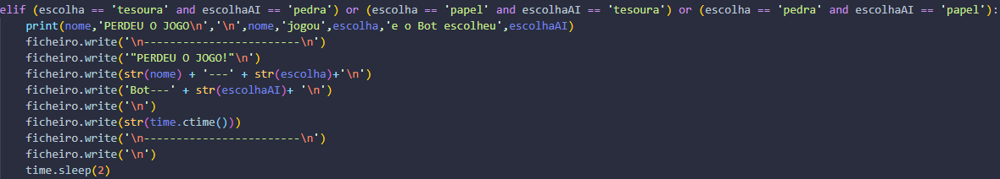 elif (escolha == 'tesoura' and escolhaAI == 'pedra') or (escolha == 'papel' and escolhaAI == 'tesoura') or (escolha == 'pedra' and escolhaAI == 'papel'):
print(nome,'PERDEU O JOGO\n','\n',nome,'jogou',escolha,'e o Bot escolheu',escolhaAI)
ficheiro.write('\n------------------------\n')
ficheiro.write('"PERDEU O JOGO!"\n')
ficheiro.write(str(nome) + '---' + str(escolha)+'\n')
ficheiro.write('Bot---' + str(escolhaAI)+ '\n')
ficheiro.write('\n')
ficheiro.write(str(time.ctime()))
ficheiro.write('\n------------------------\n')
ficheiro.write('\n')
time.sleep(2)